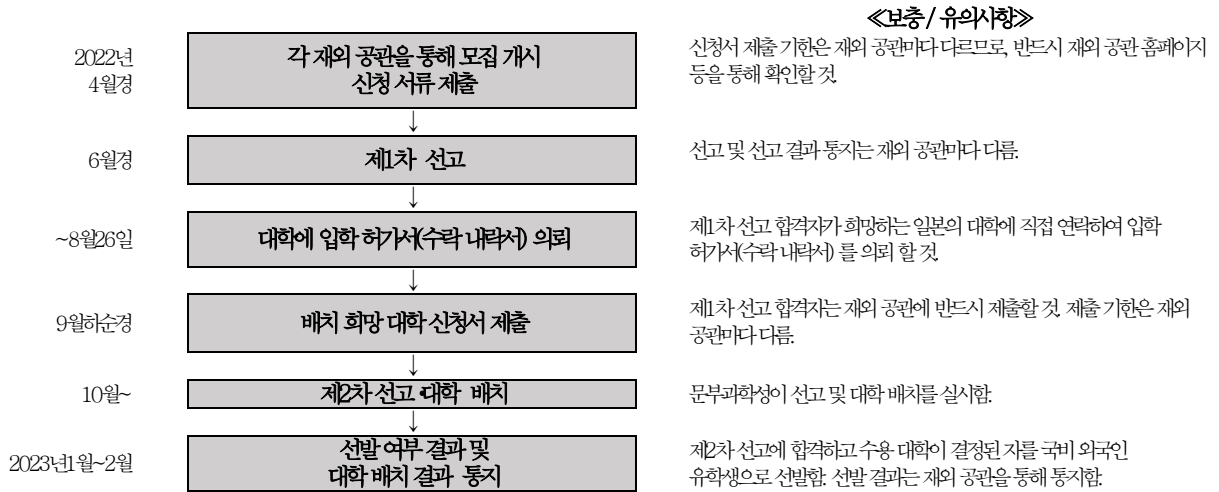 ≪보충 / 유의사항≫
2022년
4월경
각 재외 공관을 통해 모집 개시
신청 서류 제출
신청서 제출 기한은 재외 공관마다 다르므로, 반드시 재외 공관 홈페이지
등을 통해 확인할 것.
↓
6월경
제1차 선고
선고 및 선고 결과 통지는 재외 공관마다 다름.
↓
~8월26일
대학에 입학 허가서(수락 내락서) 의뢰
제1차 선고 합격자가 희망하는 일본의 대학에 직접 연락하여 입학
허가서(수락 내락서) 를 의뢰 할 것.
↓
9월하순경
배치 희망 대학 신청서 제출
제1차 선고 합격자는 재외 공관에 반드시 제출할 것. 제출 기한은 재외
공관마다 다름.
↓
10월~
제2차 선고・대학 배치
문부과학성이 선고 및 대학 배치를 실시함.
↓
2023년1월~2월
선발 여부 결과 및
대학 배치 결과 통지
제2차 선고에 합격하고 수용 대학이 결정된 자를 국비 외국인
유학생으로 선발함. 선발 결과는 재외 공관을 통해 통지함.